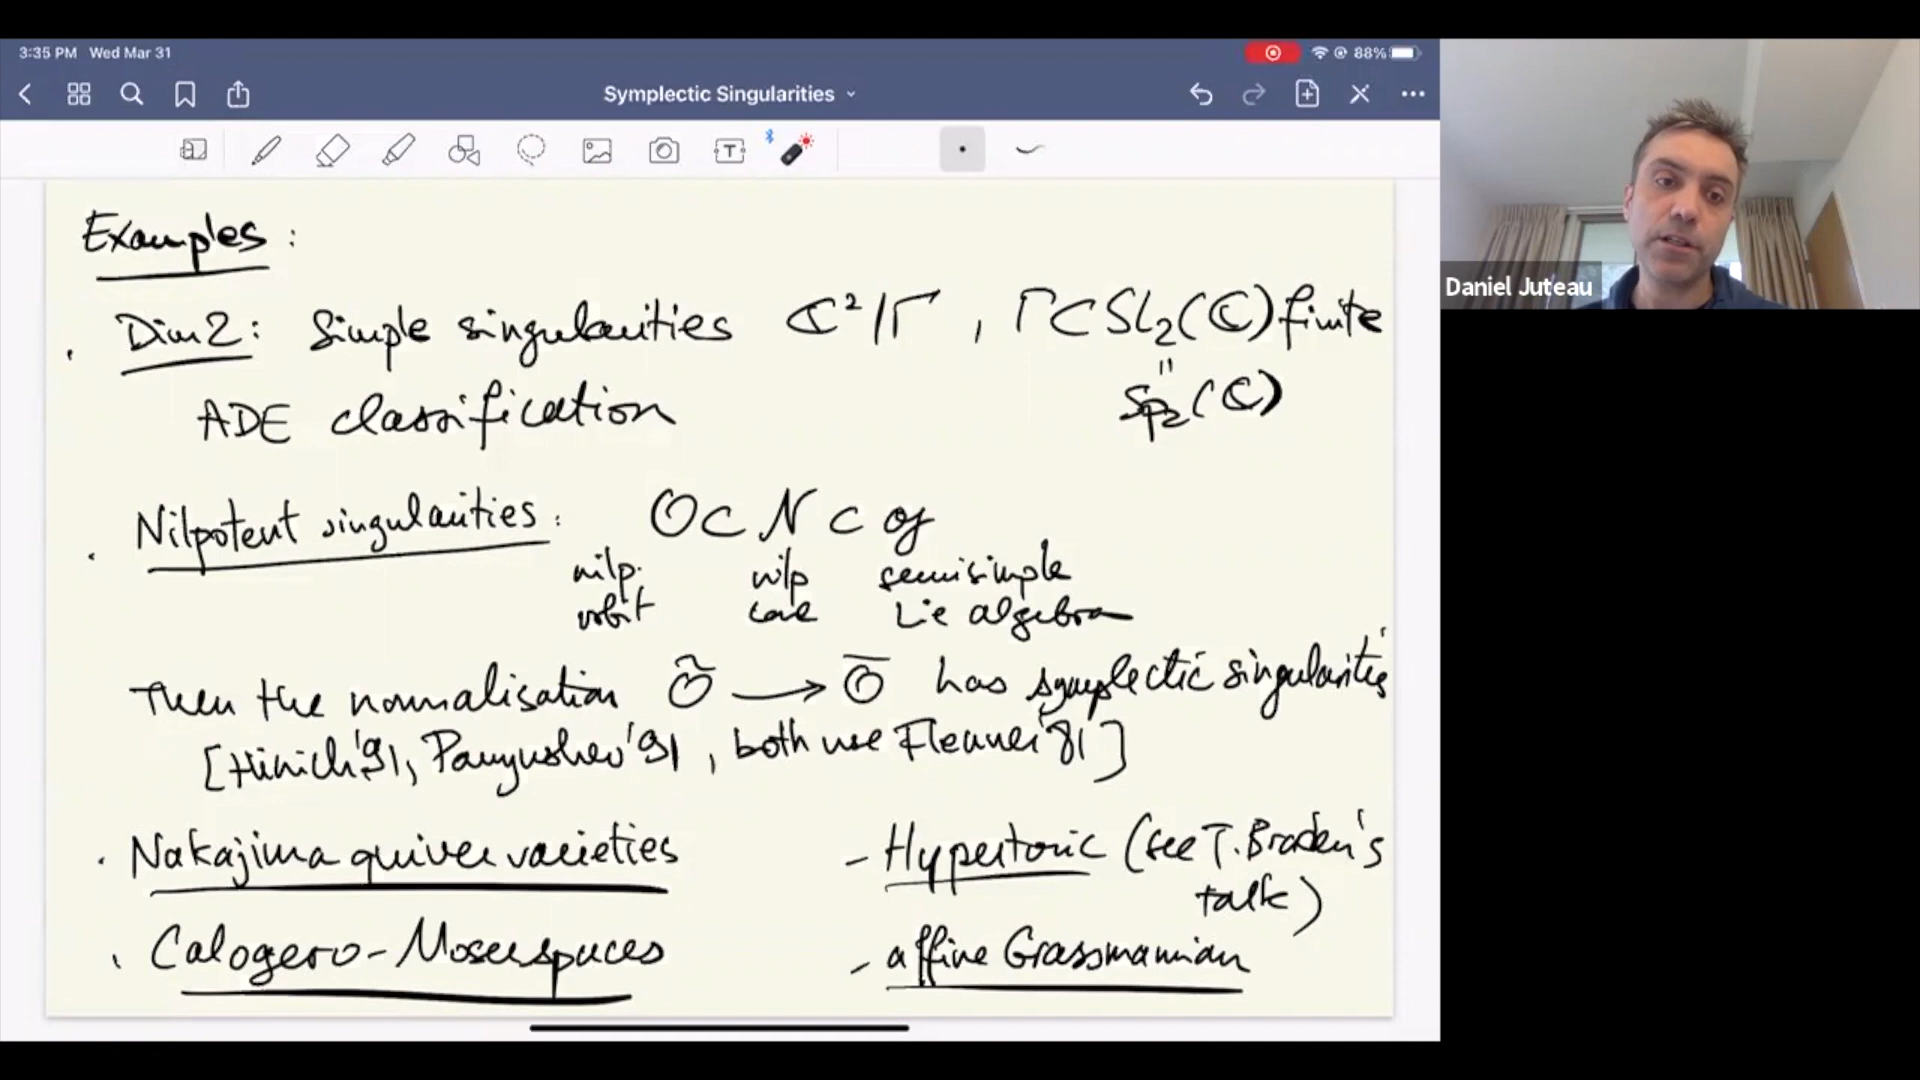 3:35 PM Wed Mar 31
88%
Symplectic Singularities
T
Daniel Juteau
Examples :
· Dim 2 : Simple singularities ℂ²/Γ , Γ ⊂ SL₂(ℂ) finite
"
Sp₂(ℂ)
ADE classification
· Nilpotent singularities : O ⊂ N ⊂ 𝔤
nilp. nilp semisimple
orbit cone Lie algebra
Then the normalisation Õ → O̅ has symplectic singularities
[Hinich '91, Panyushev '91, both use Flenner '81]
· Nakajima quiver varieties
- Hypertoric (see T. Braden's talk)
· Calogero-Moser spaces
- affine Grassmannian